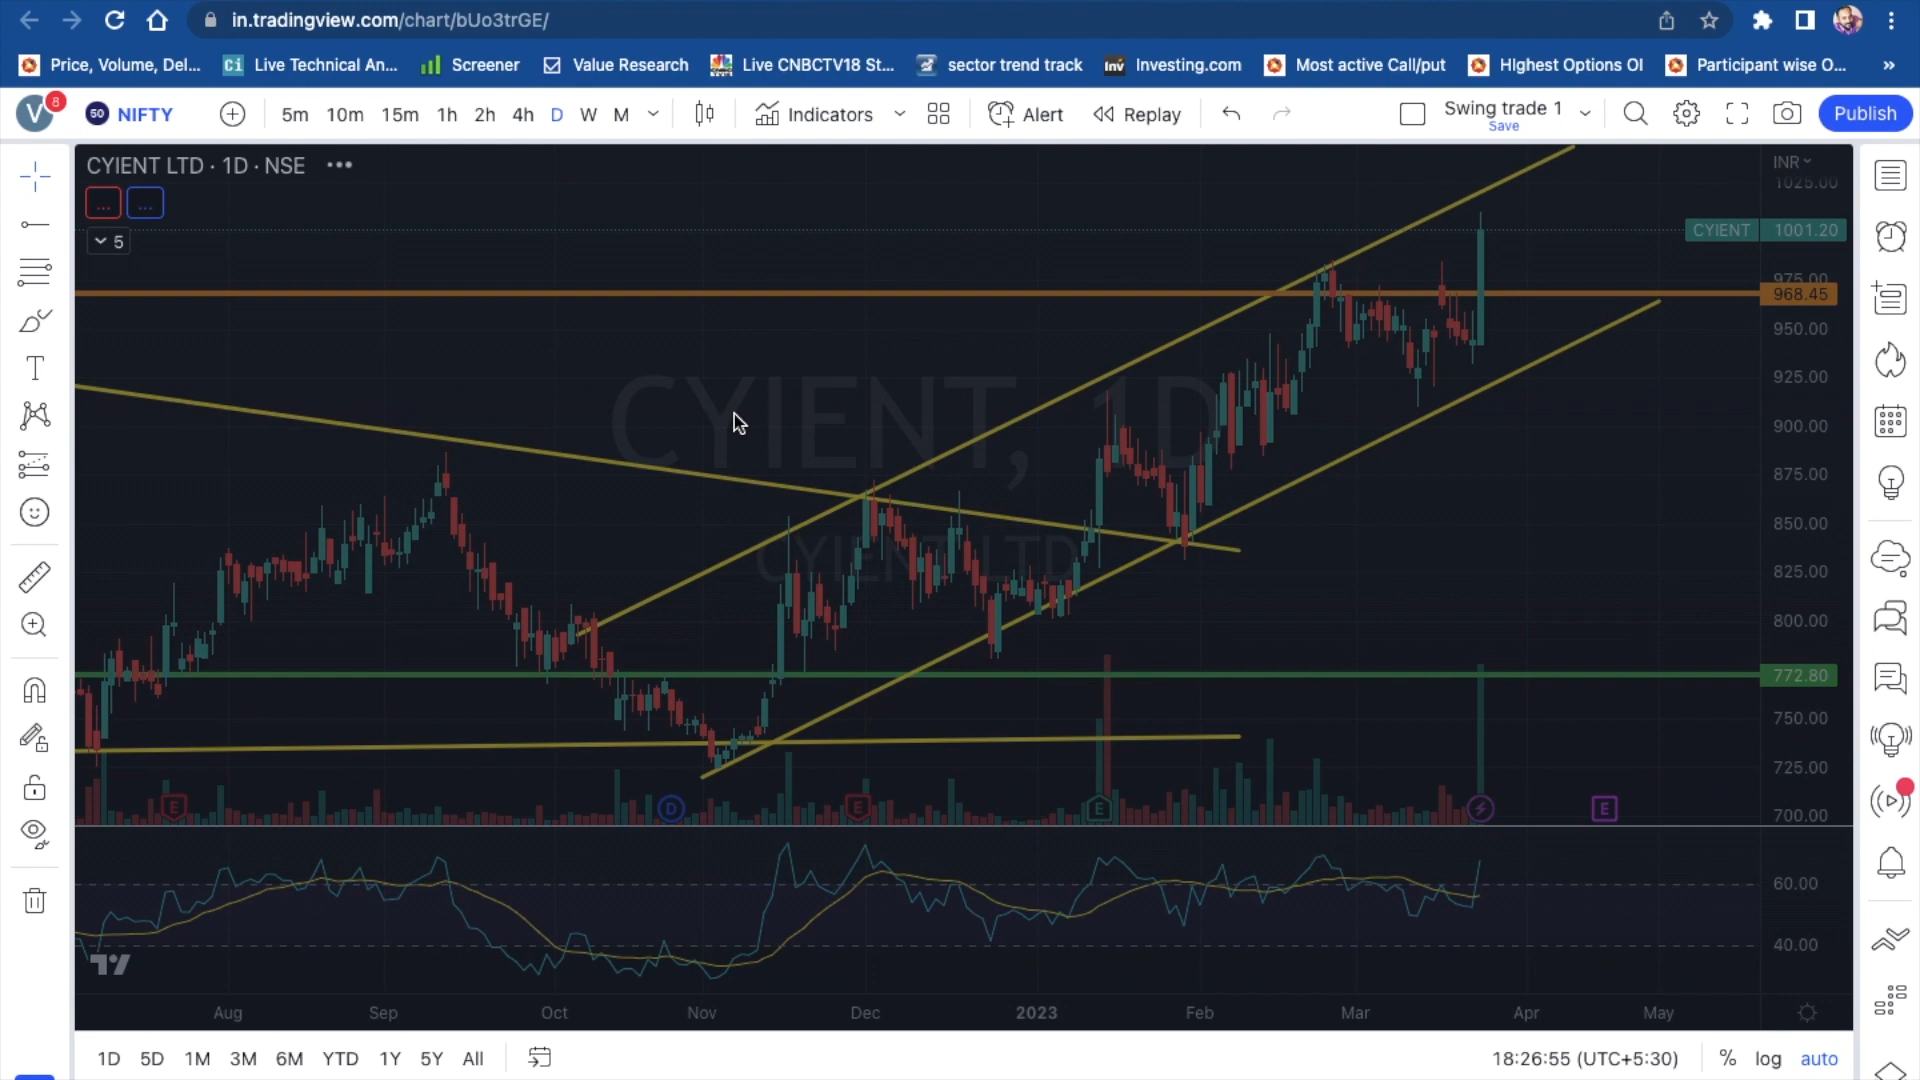 in.tradingview.com/chart/bUo3trGE/
Price, Volume, Del...
Ci
Live Technical An...
Screener
Value Research
Live CNBCTV18 St...
sector trend track
Inv
Investing.com
Most active Call/put
HIghest Options OI
Participant wise O...
»
V
8
50 NIFTY
5m 10m 15m 1h 2h 4h D W M
Indicators
Alert
Replay
Swing trade 1
Save
Publish
CYIENT LTD · 1D · NSE
...
...
5
INR
1025.00
CYIENT 1001.20
975.00
968.45
950.00
925.00
900.00
875.00
850.00
825.00
800.00
772.80
750.00
725.00
700.00
CYIENT, 1D
CYIENT LTD
E
D
E
E
E
60.00
40.00
Aug Sep Oct Nov Dec 2023 Feb Mar Apr May
1D 5D 1M 3M 6M YTD 1Y 5Y All
18:26:55 (UTC+5:30)
% log auto